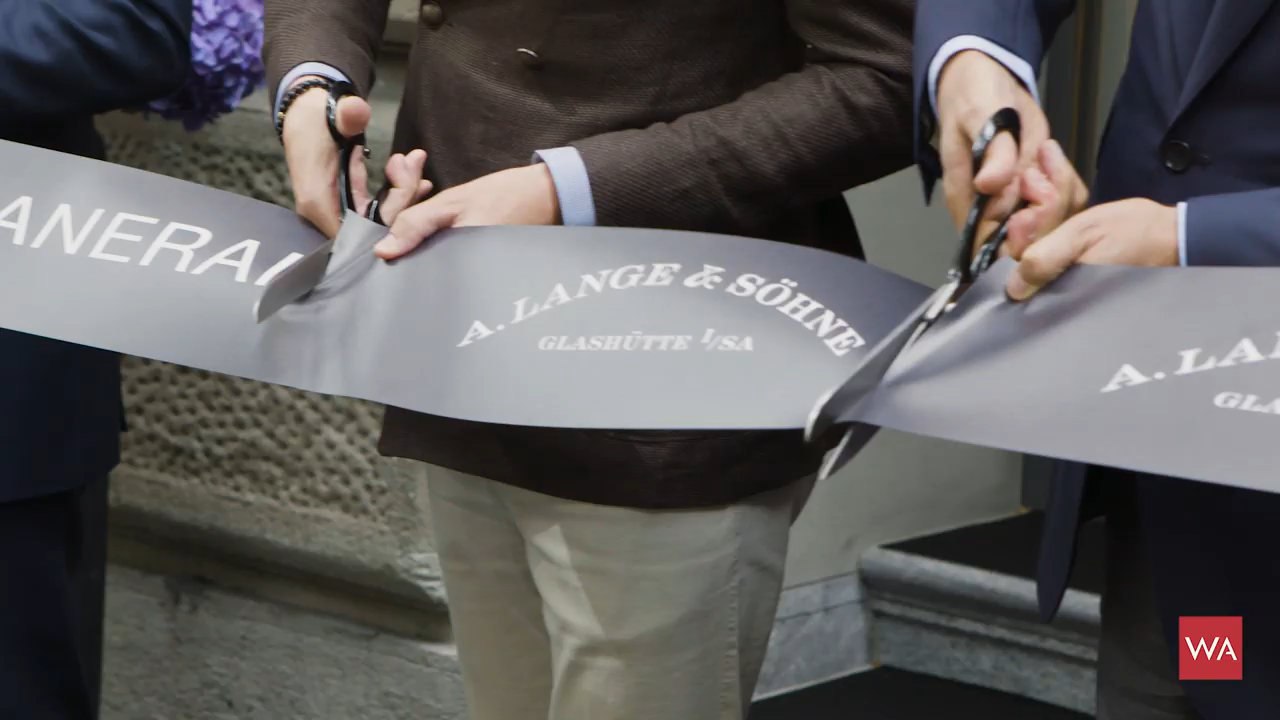 ANERAI
A. LANGE & SÖHNE
GLASHÜTTE I/SA
A. LA
GLA
WA